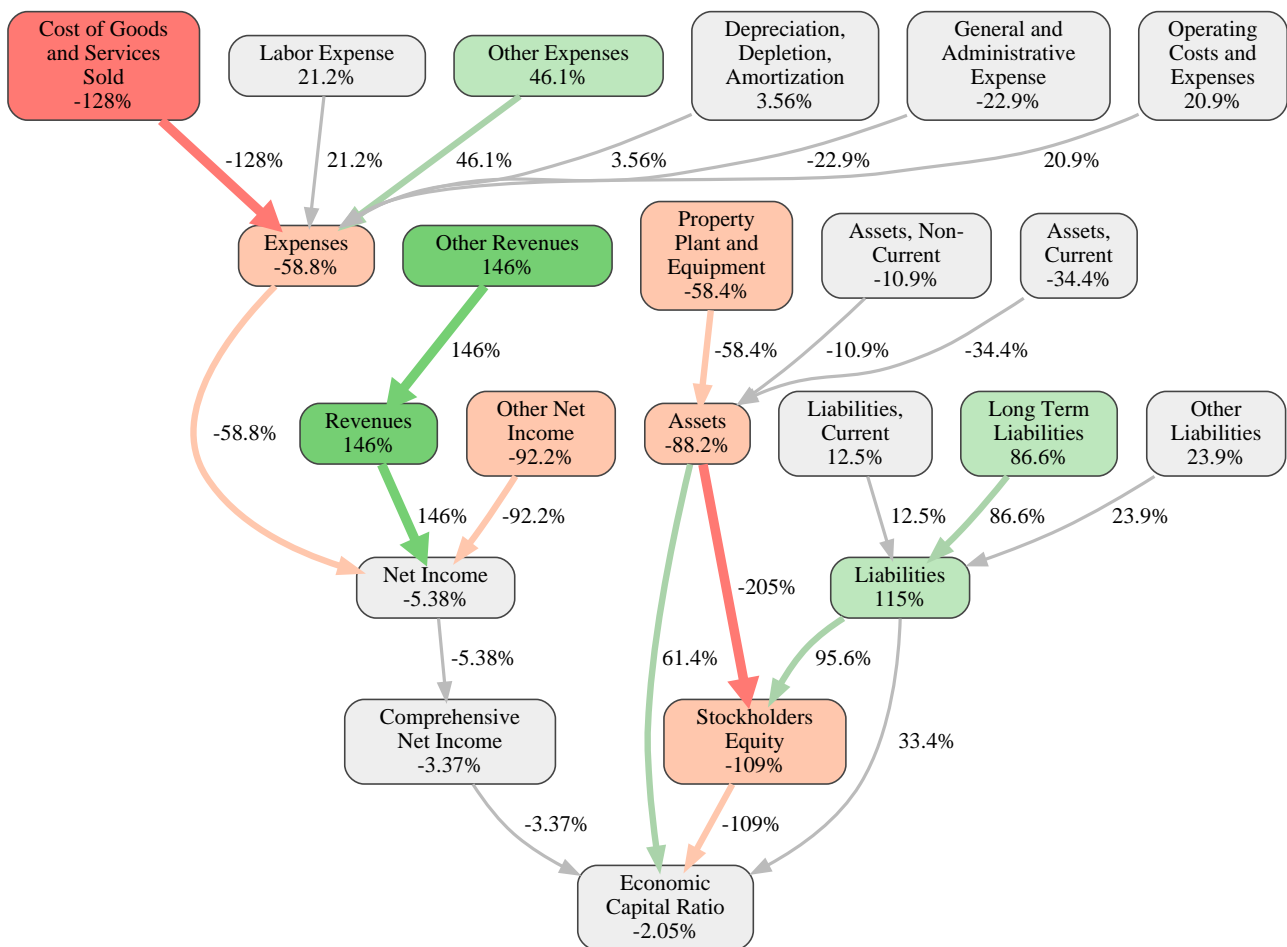 Cost of Goods
and Services
Sold
-128%
Labor Expense
21.2%
Other Expenses
46.1%
Depreciation,
Depletion,
Amortization
3.56%
General and
Administrative
Expense
-22.9%
Operating
Costs and
Expenses
20.9%
-128%
21.2%
46.1%
3.56%
-22.9%
20.9%
Expenses
-58.8%
Other Revenues
146%
Property
Plant and
Equipment
-58.4%
Assets, Non-
Current
-10.9%
Assets,
Current
-34.4%
146%
-58.4%
-10.9%
-34.4%
-58.8%
Revenues
146%
Other Net
Income
-92.2%
Assets
-88.2%
Liabilities,
Current
12.5%
Long Term
Liabilities
86.6%
Other
Liabilities
23.9%
146%
-92.2%
12.5%
86.6%
23.9%
Net Income
-5.38%
-205%
Liabilities
115%
-5.38%
61.4%
95.6%
33.4%
Comprehensive
Net Income
-3.37%
Stockholders
Equity
-109%
-3.37%
-109%
Economic
Capital Ratio
-2.05%